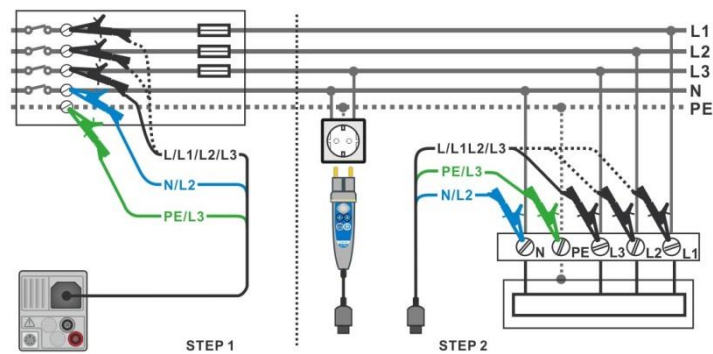 L1
L2
L3
N
PE
L/L1/L2/L3
N/L2
PE/L3
L/L1L2/L3
PE/L3
N/L2
N PE L3 L2 L1
STEP 1
STEP 2